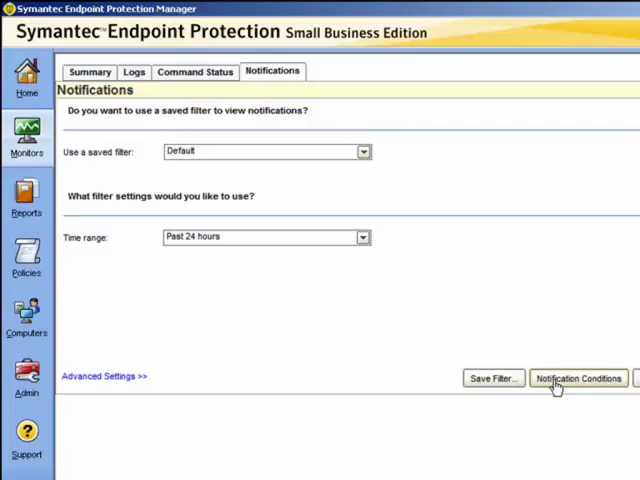 Symantec Endpoint Protection Manager
Symantec™ Endpoint Protection Small Business Edition
Home
Monitors
Reports
Policies
Computers
Admin
Support
Summary Logs Command Status Notifications
Notifications
Do you want to use a saved filter to view notifications?
Use a saved filter: Default
What filter settings would you like to use?
Time range: Past 24 hours
Advanced Settings >> Save Filter... Notification Conditions